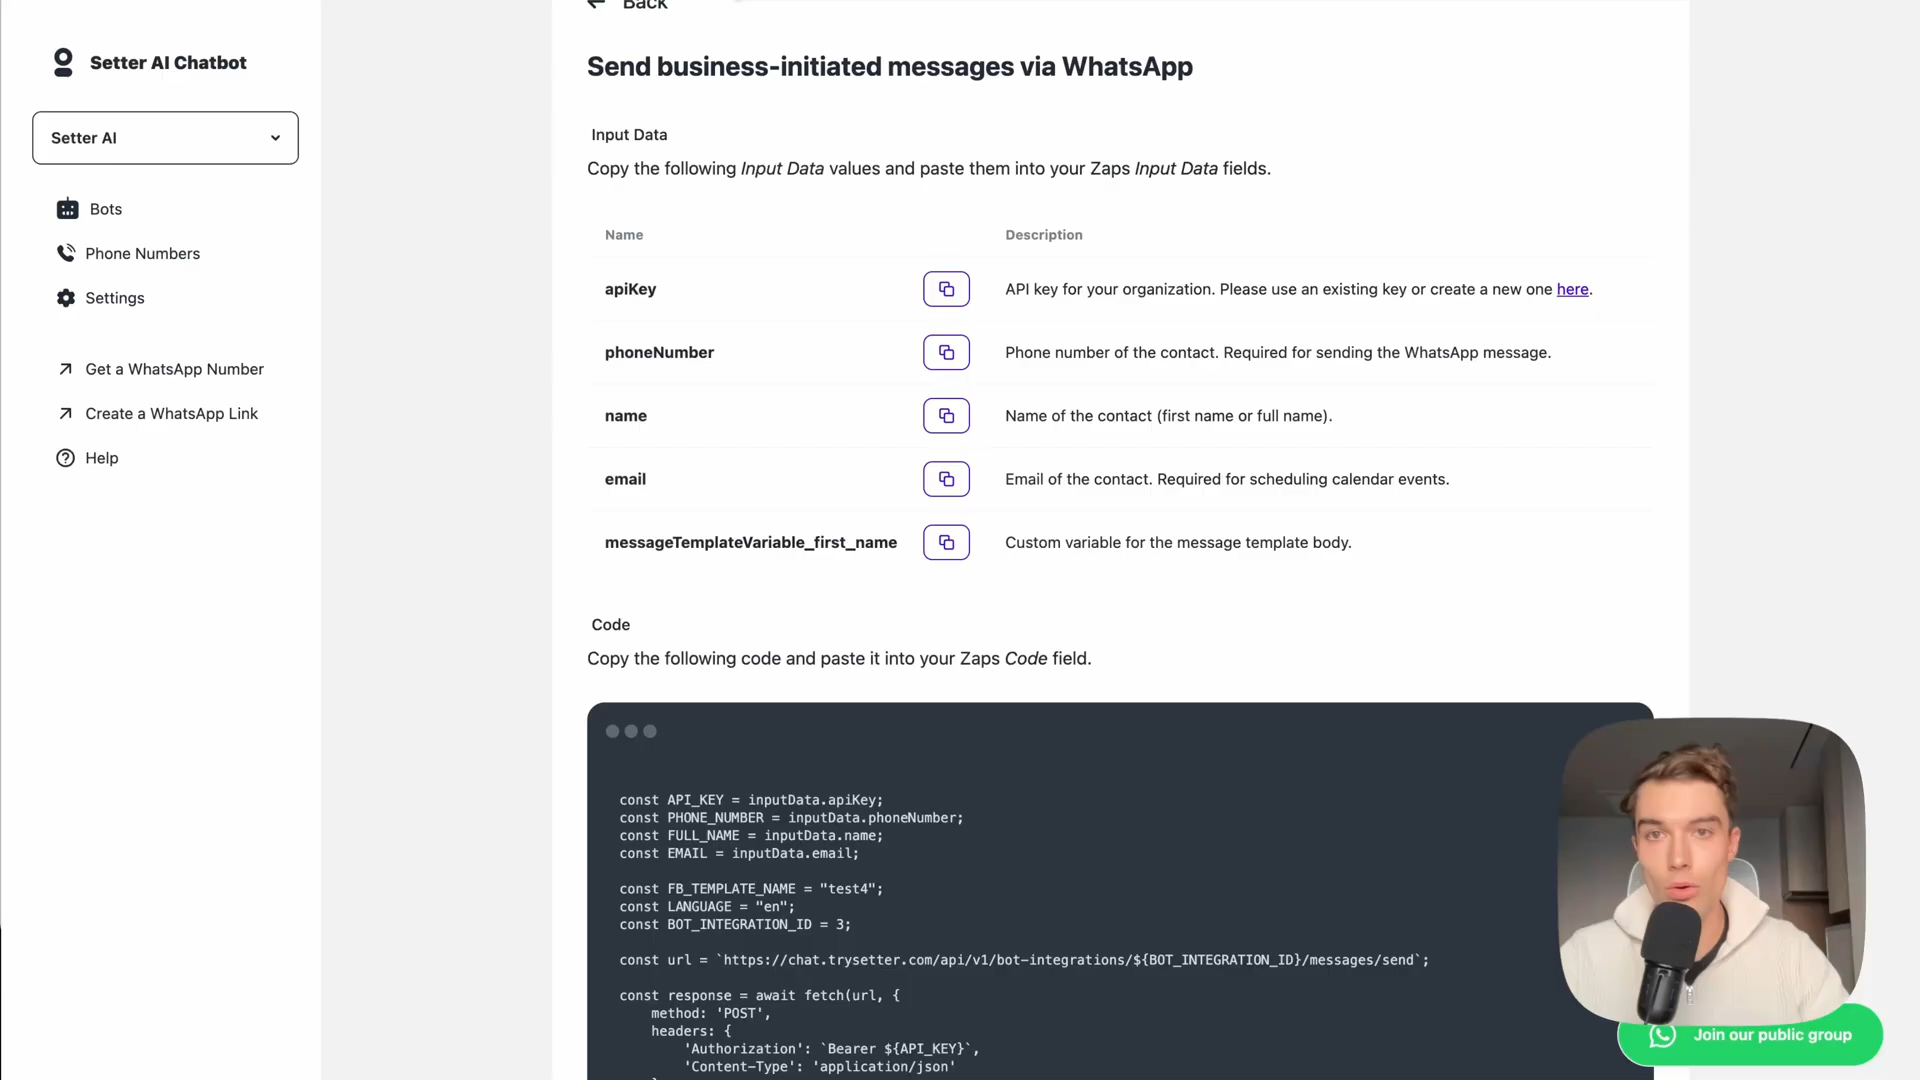 Back
Setter AI Chatbot
Setter AI
Bots
Phone Numbers
Settings
Get a WhatsApp Number
Create a WhatsApp Link
Help
Send business-initiated messages via WhatsApp
Input Data
Copy the following Input Data values and paste them into your Zaps Input Data fields.
Name Description
apiKey API key for your organization. Please use an existing key or create a new one here.
phoneNumber Phone number of the contact. Required for sending the WhatsApp message.
name Name of the contact (first name or full name).
email Email of the contact. Required for scheduling calendar events.
messageTemplateVariable_first_name Custom variable for the message template body.
Code
Copy the following code and paste it into your Zaps Code field.
const API_KEY = inputData.apiKey;
const PHONE_NUMBER = inputData.phoneNumber;
const FULL_NAME = inputData.name;
const EMAIL = inputData.email;
const FB_TEMPLATE_NAME = "test4";
const LANGUAGE = "en";
const BOT_INTEGRATION_ID = 3;
const url = `https://chat.trysetter.com/api/v1/bot-integrations/${BOT_INTEGRATION_ID}/messages/send`;
const response = await fetch(url, {
method: 'POST',
headers: {
'Authorization': `Bearer ${API_KEY}`,
'Content-Type': 'application/json'
Join our public group